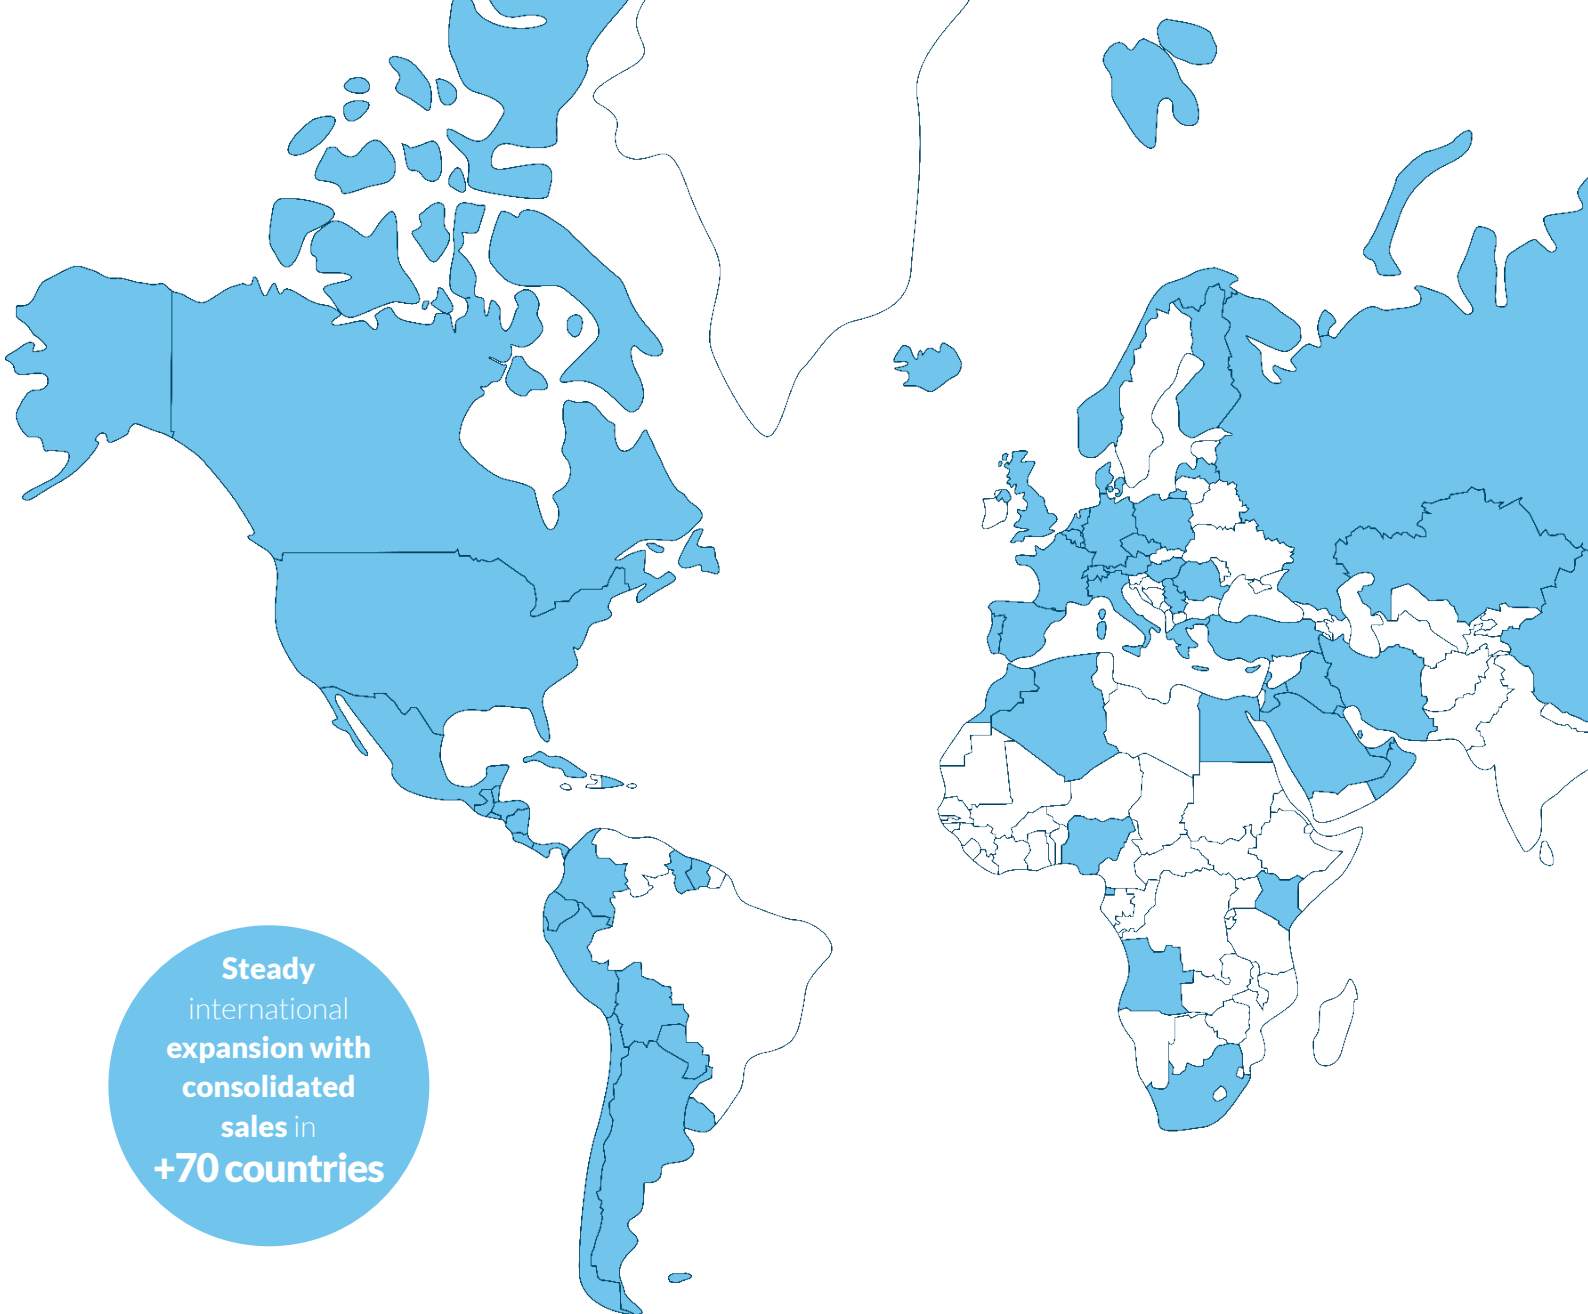 Steady
international
expansion with
consolidated
sales in
+70 countries